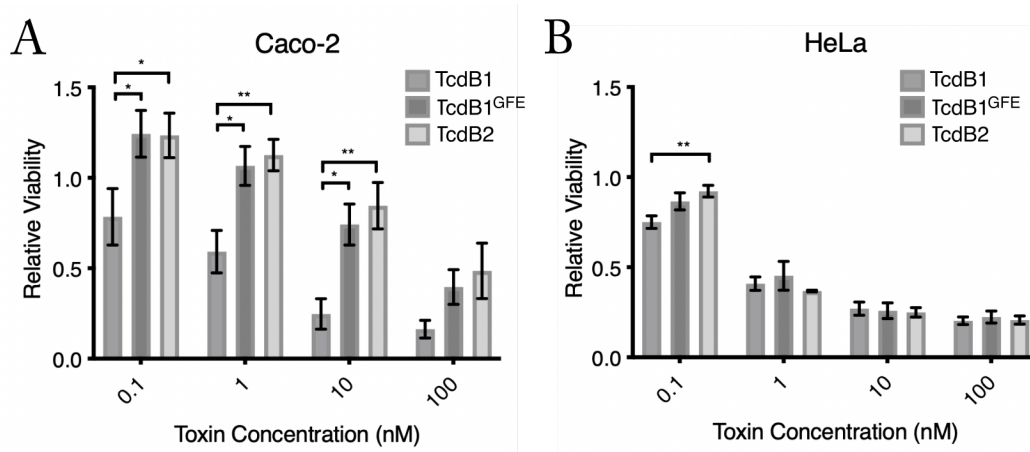 A
Caco-2
TcdB1
TcdB1GFE
TcdB2
* * ** * ** *
1.5
1.0
0.5
0.0
Relative Viability
0.1 1 10 100
Toxin Concentration (nM)
B
HeLa
TcdB1
TcdB1GFE
TcdB2
**
1.5
1.0
0.5
0.0
Relative Viability
0.1 1 10 100
Toxin Concentration (nM)